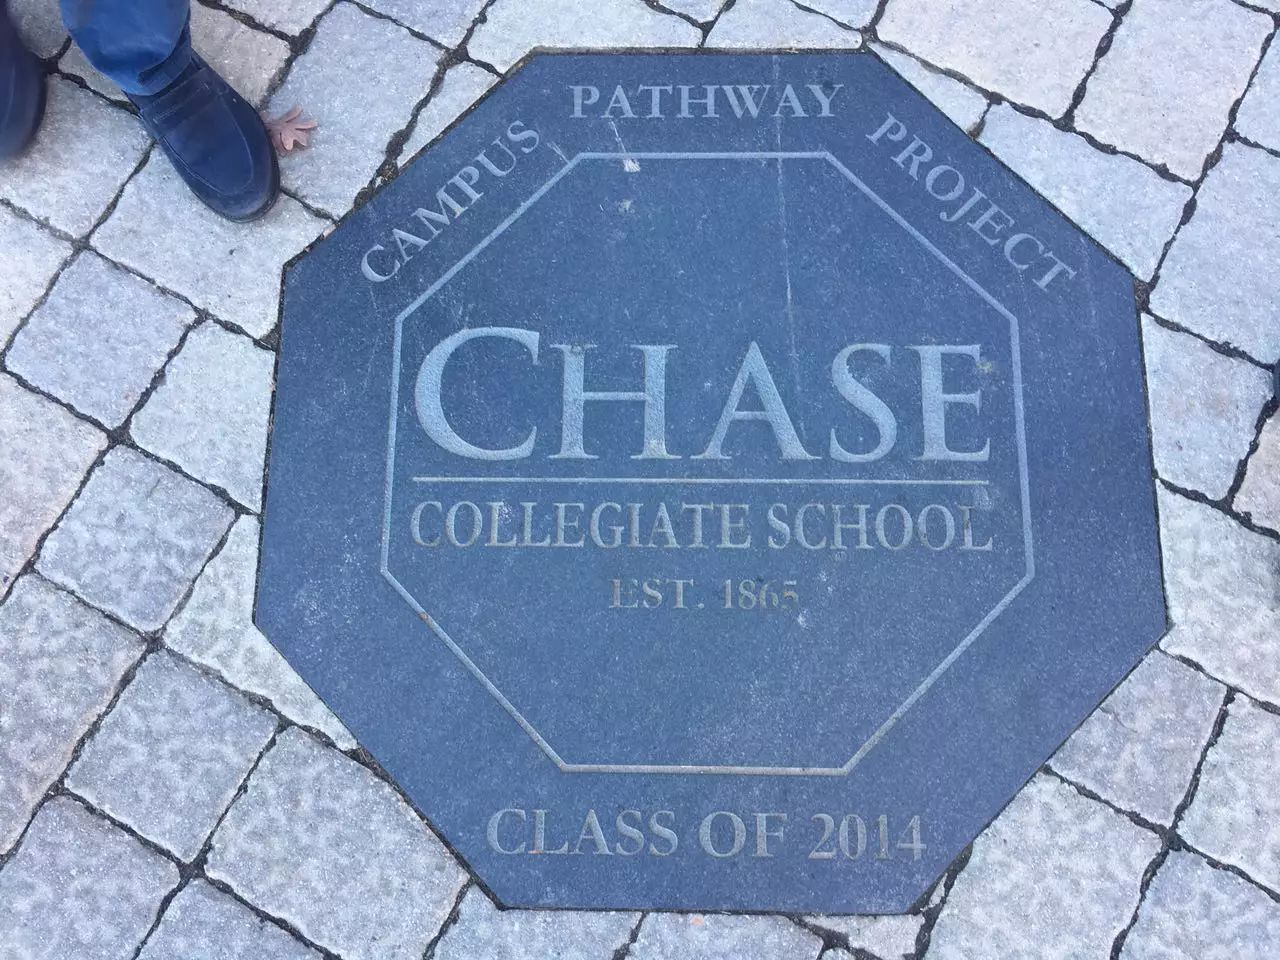 CAMPUS PATHWAY PROJECT
CHASE
COLLEGIATE SCHOOL
EST. 1865
CLASS OF 2014